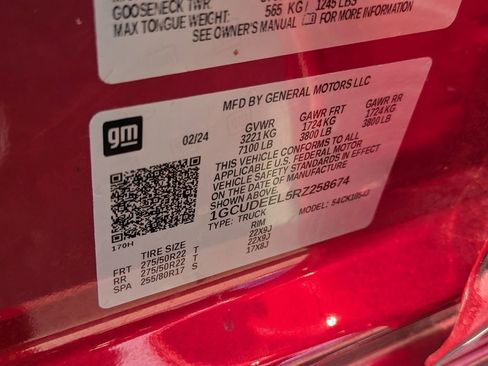 GOOSENECK TWR:
565 KG / 1245 LBS
MAX TONGUE WEIGHT:
SEE OWNER'S MANUAL FOR MORE INFORMATION
MFD BY GENERAL MOTORS LLC
gm
02/24
GVWR GAWR FRT GAWR RR
3221 KG 1724 KG 1724 KG
7100 LB 3800 LB 3800 LB
THIS VEHICLE CONFORMS TO ALL
APPLICABLE U.S. FEDERAL MOTOR
VEHICLE SAFETY STANDARDS IN EFFECT
ON THE DATE OF MANUFACTURE
SHOWN ABOVE.
1GCUDEEL5RZ258674
TYPE: TRUCK MODEL:
170H
TIRE SIZE RIM
FRT 275/50R22 T 22X9J
RR 275/50R22 T 22X9J
SPA 255/80R17 S 17X8J